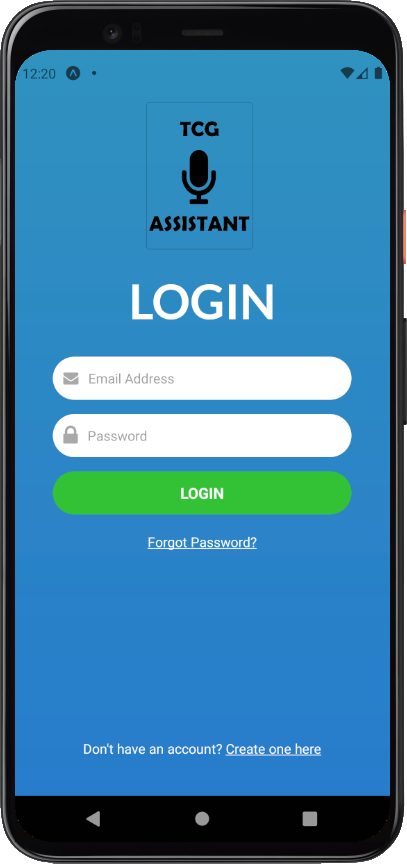 12:20
TCG
ASSISTANT
LOGIN
Email Address
Password
LOGIN
Forgot Password?
Don't have an account? Create one here